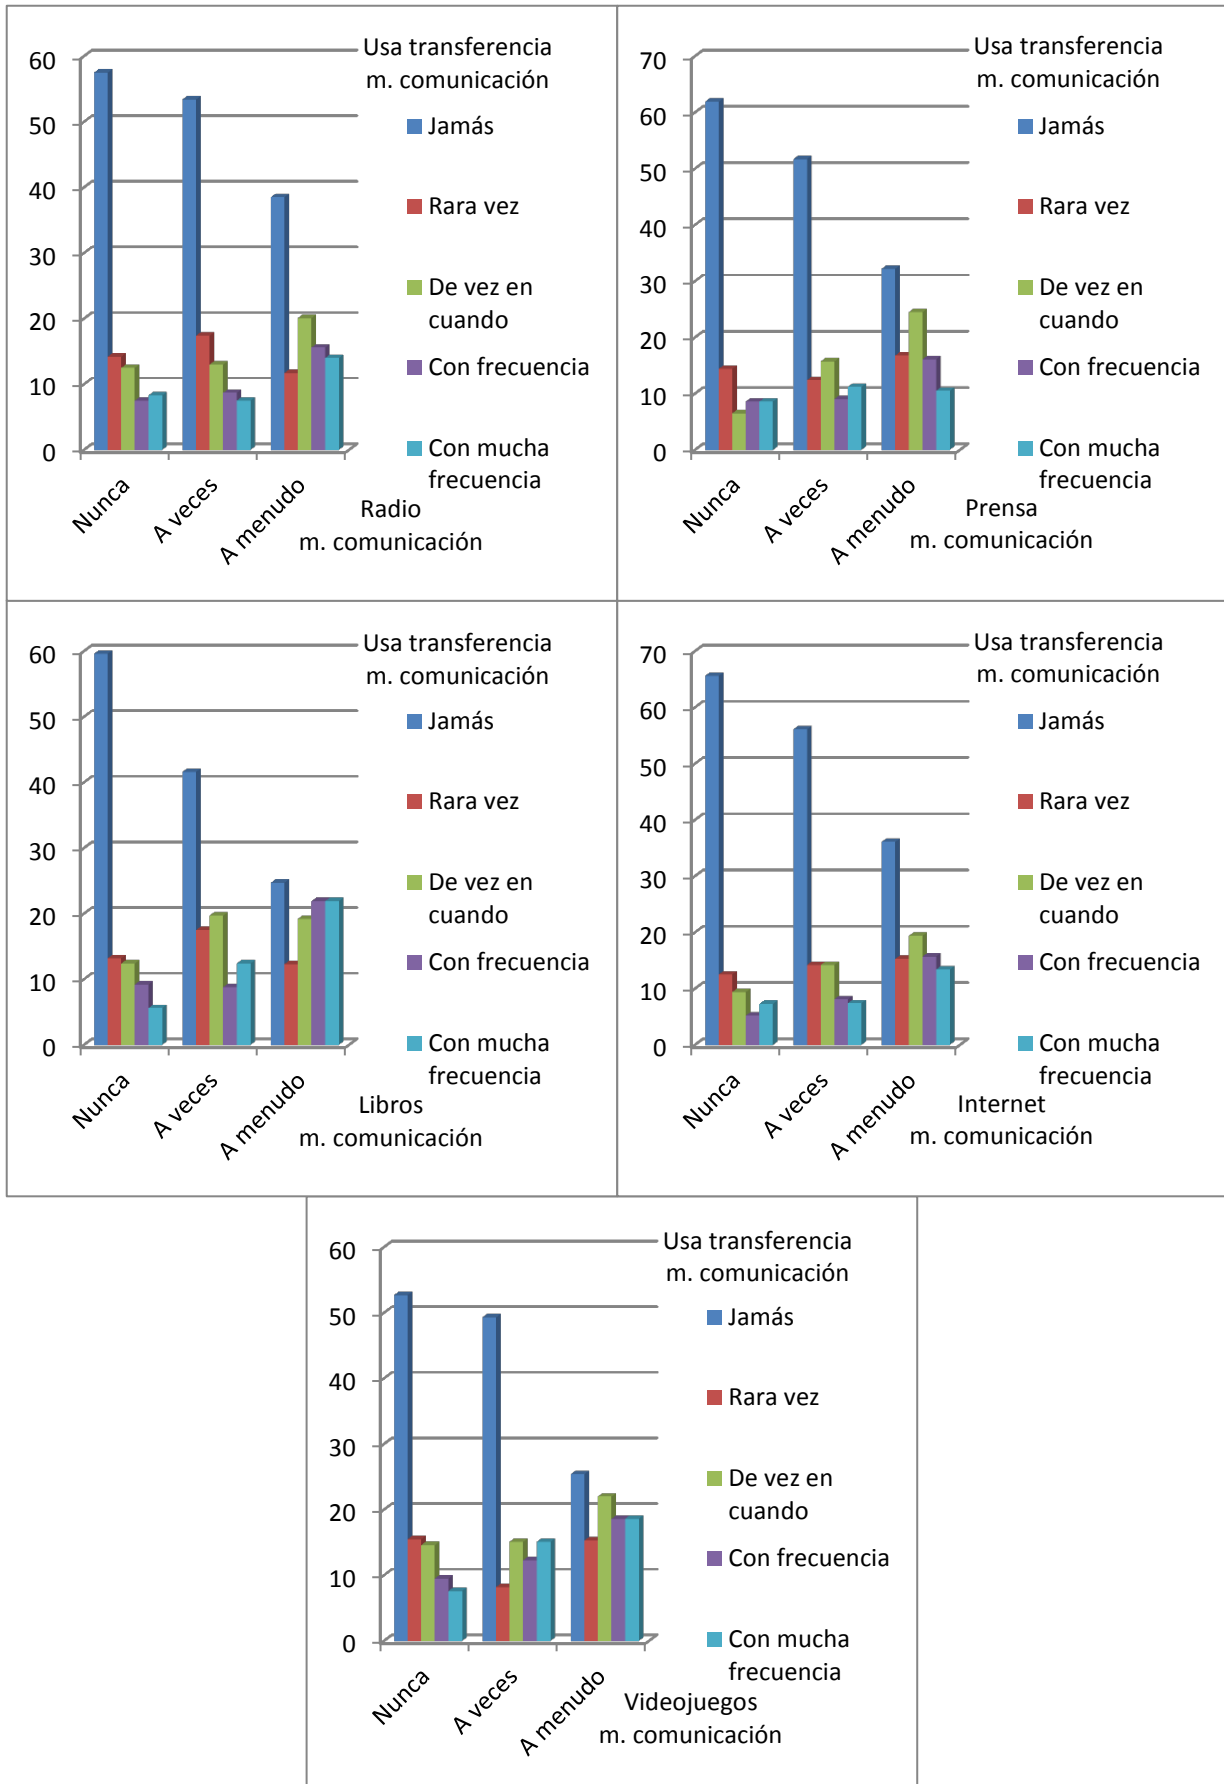 Usa transferencia
m. comunicación
60
50
40
30
20
10
0
Jamás
Rara vez
De vez en
cuando
Con frecuencia
Con mucha
frecuencia
Nunca
A veces
A menudo
Radio
m. comunicación
Usa transferencia
m. comunicación
70
60
50
40
30
20
10
0
Jamás
Rara vez
De vez en
cuando
Con frecuencia
Con mucha
frecuencia
Nunca
A veces
A menudo
Prensa
m. comunicación
Usa transferencia
m. comunicación
60
50
40
30
20
10
0
Jamás
Rara vez
De vez en
cuando
Con frecuencia
Con mucha
frecuencia
Nunca
A veces
A menudo
Libros
m. comunicación
Usa transferencia
m. comunicación
70
60
50
40
30
20
10
0
Jamás
Rara vez
De vez en
cuando
Con frecuencia
Con mucha
frecuencia
Nunca
A veces
A menudo
Internet
m. comunicación
Usa transferencia
m. comunicación
60
50
40
30
20
10
0
Jamás
Rara vez
De vez en
cuando
Con frecuencia
Con mucha
frecuencia
Nunca
A veces
A menudo
Videojuegos
m. comunicación